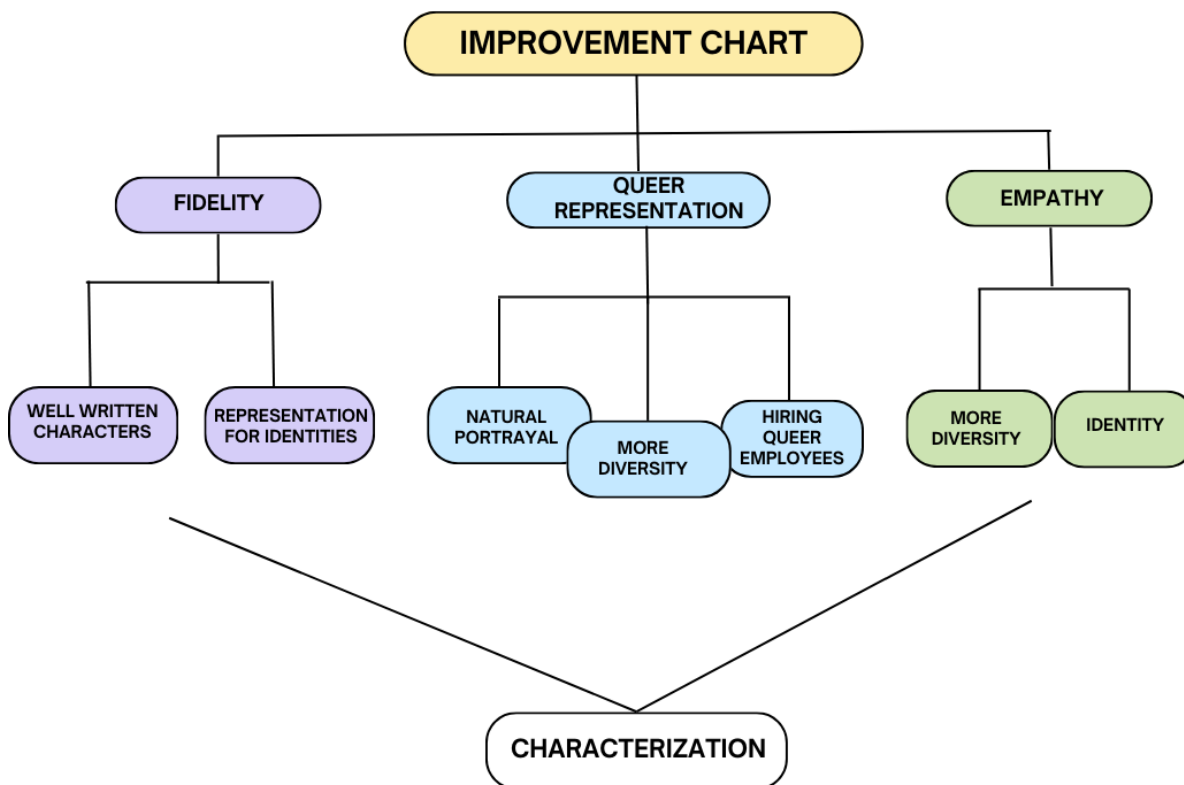 IMPROVEMENT CHART
FIDELITY
QUEER
REPRESENTATION
EMPATHY
WELL WRITTEN
CHARACTERS
REPRESENTATION
FOR IDENTITIES
NATURAL
PORTRAYAL
MORE
DIVERSITY
HIRING
QUEER
EMPLOYEES
MORE
DIVERSITY
IDENTITY
CHARACTERIZATION